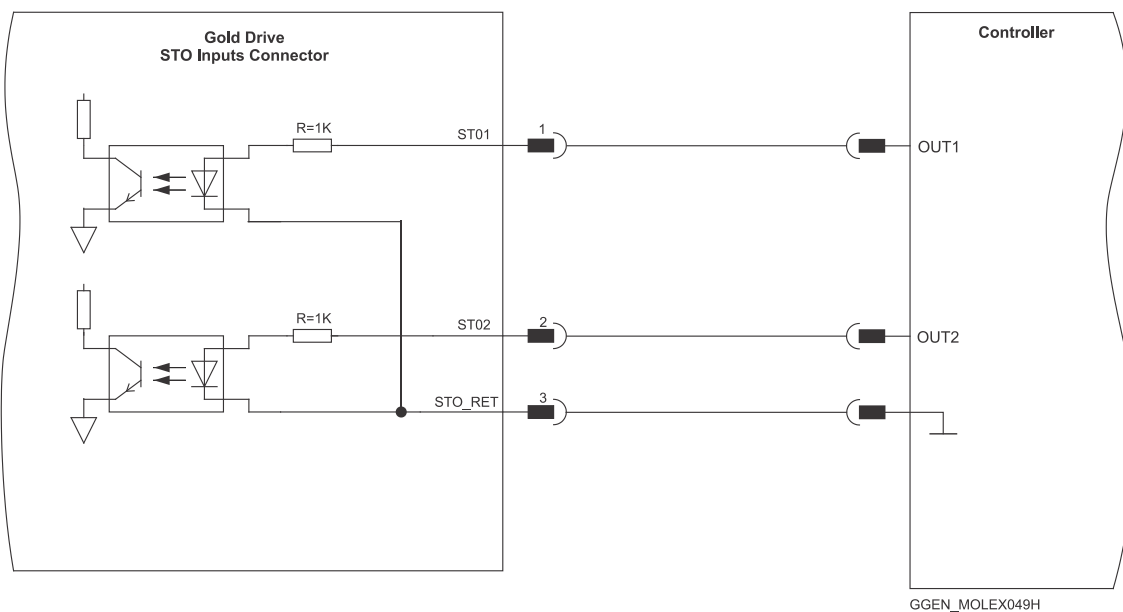 Gold Drive
STO Inputs Connector
Controller
R=1K
ST01
1
OUT1
R=1K
ST02
2
OUT2
STO_RET
3
GGEN_MOLEX049H